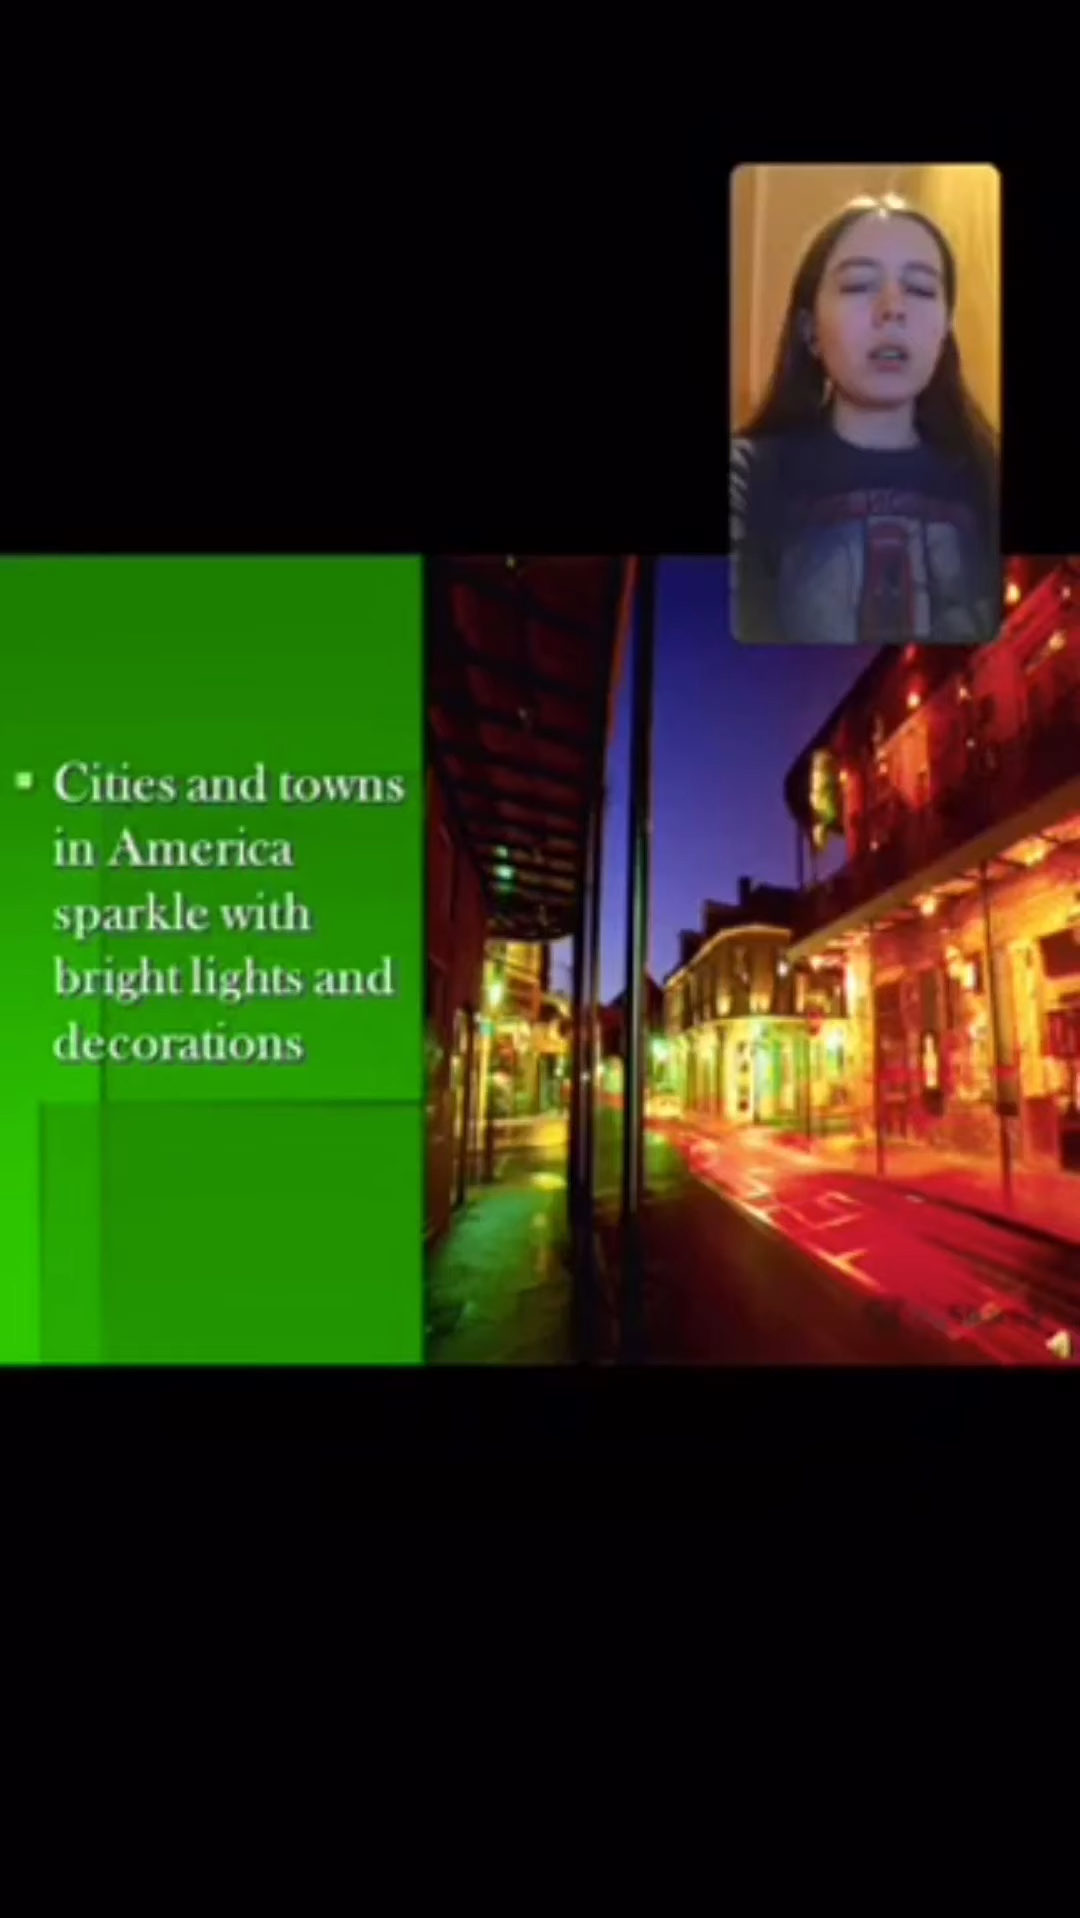 Cities and towns
in America
sparkle with
bright lights and
decorations